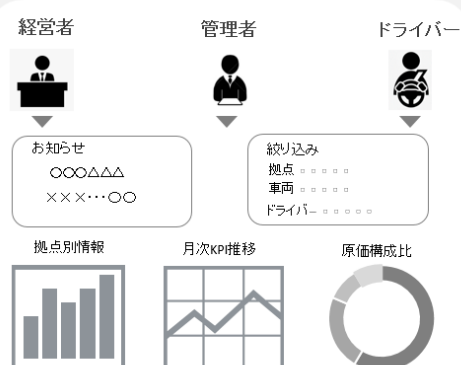 経営者
管理者
ドライバー
お知らせ
○○○△△△
×××…○○
絞り込み
拠点 ▫ ▫ ▫ ▫ ▫
車両 ▫ ▫ ▫ ▫ ▫
ドライバ− ▫ ▫ ▫ ▫ ▫
拠点別情報
月次KPI推移
原価構成比